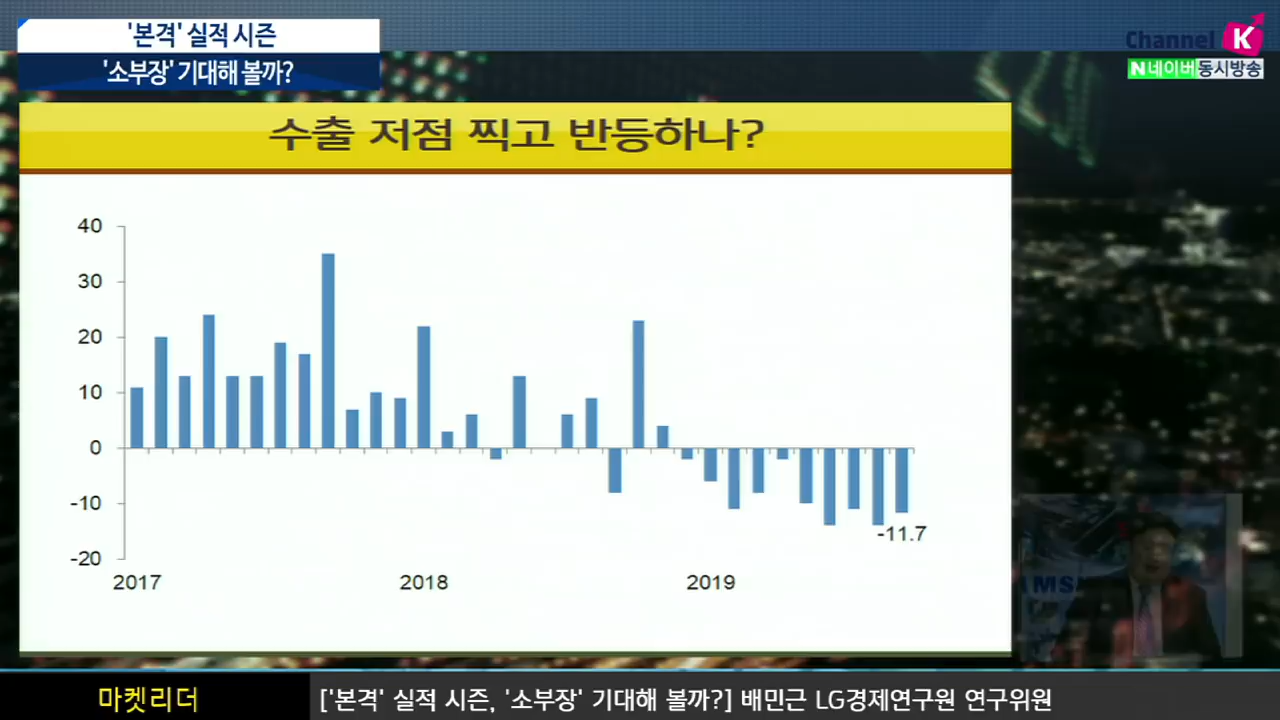 '본격' 실적 시즌
'소부장' 기대해 볼까?
Channel K
N 네이버 동시방송
수출 저점 찍고 반등하나?
40
30
20
10
0
-10
-20
-11.7
2017 2018 2019
마켓리더
['본격' 실적 시즌, '소부장' 기대해 볼까?] 배민근 LG경제연구원 연구위원